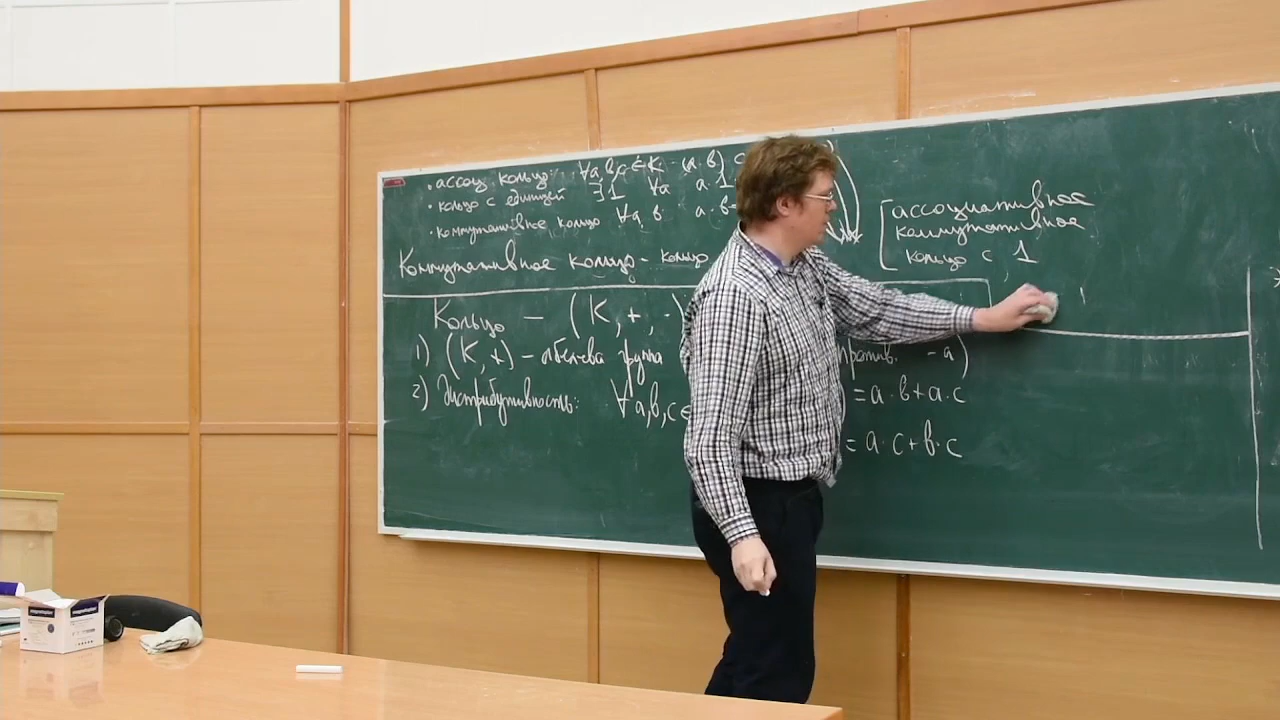 · ассоц. кольцо: ∀a,b,c∈K (a·b)
· кольцо с единицей ∃1 ∀a a·1
· коммутативное кольцо ∀a,b a·b=
Коммутативное кольцо - кольцо
[ассоциативное
коммутативное
кольцо с 1
Кольцо — (K, +, ·)
1) (K,+) - абелева группа против. -a)
2) Дистрибутивность: ∀a,b,c∈ =a·b+a·c
=a·c+b·c